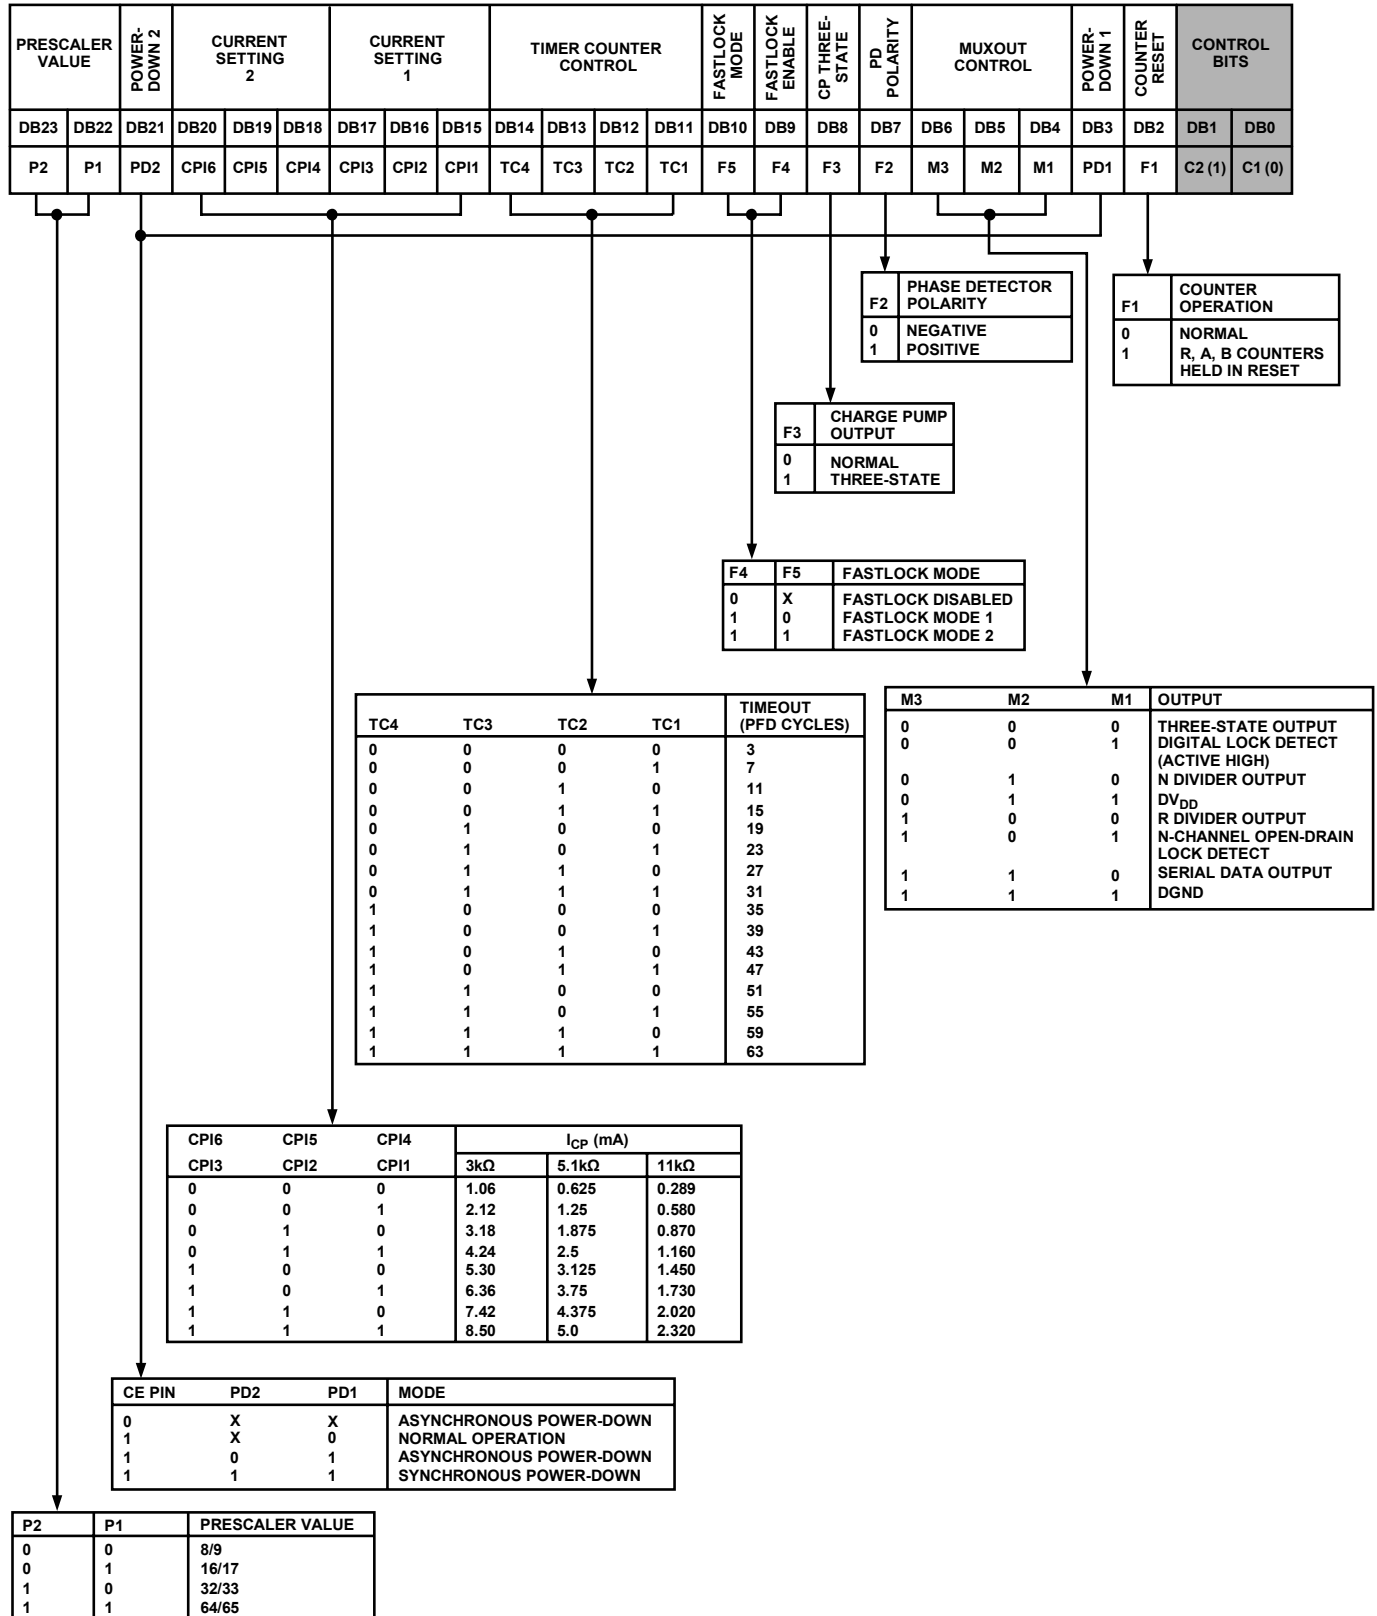 PRESCALER VALUE
POWER-DOWN 2
CURRENT SETTING 2
CURRENT SETTING 1
TIMER COUNTER CONTROL
FASTLOCK MODE
FASTLOCK ENABLE
CP THREE-STATE
PD POLARITY
MUXOUT CONTROL
POWER-DOWN 1
COUNTER RESET
CONTROL BITS
DB23 DB22 DB21 DB20 DB19 DB18 DB17 DB16 DB15 DB14 DB13 DB12 DB11 DB10 DB9 DB8 DB7 DB6 DB5 DB4 DB3 DB2 DB1 DB0
P2 P1 PD2 CPI6 CPI5 CPI4 CPI3 CPI2 CPI1 TC4 TC3 TC2 TC1 F5 F4 F3 F2 M3 M2 M1 PD1 F1 C2 (1) C1 (0)
F2 PHASE DETECTOR POLARITY
0 NEGATIVE
1 POSITIVE
F1 COUNTER OPERATION
0 NORMAL
1 R, A, B COUNTERS
HELD IN RESET
F3 CHARGE PUMP OUTPUT
0 NORMAL
1 THREE-STATE
F4 F5 FASTLOCK MODE
0 X FASTLOCK DISABLED
1 0 FASTLOCK MODE 1
1 1 FASTLOCK MODE 2
TC4 TC3 TC2 TC1 TIMEOUT (PFD CYCLES)
0 0 0 0 3
0 0 0 1 7
0 0 1 0 11
0 0 1 1 15
0 1 0 0 19
0 1 0 1 23
0 1 1 0 27
0 1 1 1 31
1 0 0 0 35
1 0 0 1 39
1 0 1 0 43
1 0 1 1 47
1 1 0 0 51
1 1 0 1 55
1 1 1 0 59
1 1 1 1 63
M3 M2 M1 OUTPUT
0 0 0 THREE-STATE OUTPUT
0 0 1 DIGITAL LOCK DETECT
(ACTIVE HIGH)
0 1 0 N DIVIDER OUTPUT
0 1 1 DVDD
1 0 0 R DIVIDER OUTPUT
1 0 1 N-CHANNEL OPEN-DRAIN
LOCK DETECT
1 1 0 SERIAL DATA OUTPUT
1 1 1 DGND
CPI6 CPI5 CPI4 ICP (mA)
CPI3 CPI2 CPI1 3kΩ 5.1kΩ 11kΩ
0 0 0 1.06 0.625 0.289
0 0 1 2.12 1.25 0.580
0 1 0 3.18 1.875 0.870
0 1 1 4.24 2.5 1.160
1 0 0 5.30 3.125 1.450
1 0 1 6.36 3.75 1.730
1 1 0 7.42 4.375 2.020
1 1 1 8.50 5.0 2.320
CE PIN PD2 PD1 MODE
0 X X ASYNCHRONOUS POWER-DOWN
1 X 0 NORMAL OPERATION
1 0 1 ASYNCHRONOUS POWER-DOWN
1 1 1 SYNCHRONOUS POWER-DOWN
P2 P1 PRESCALER VALUE
0 0 8/9
0 1 16/17
1 0 32/33
1 1 64/65